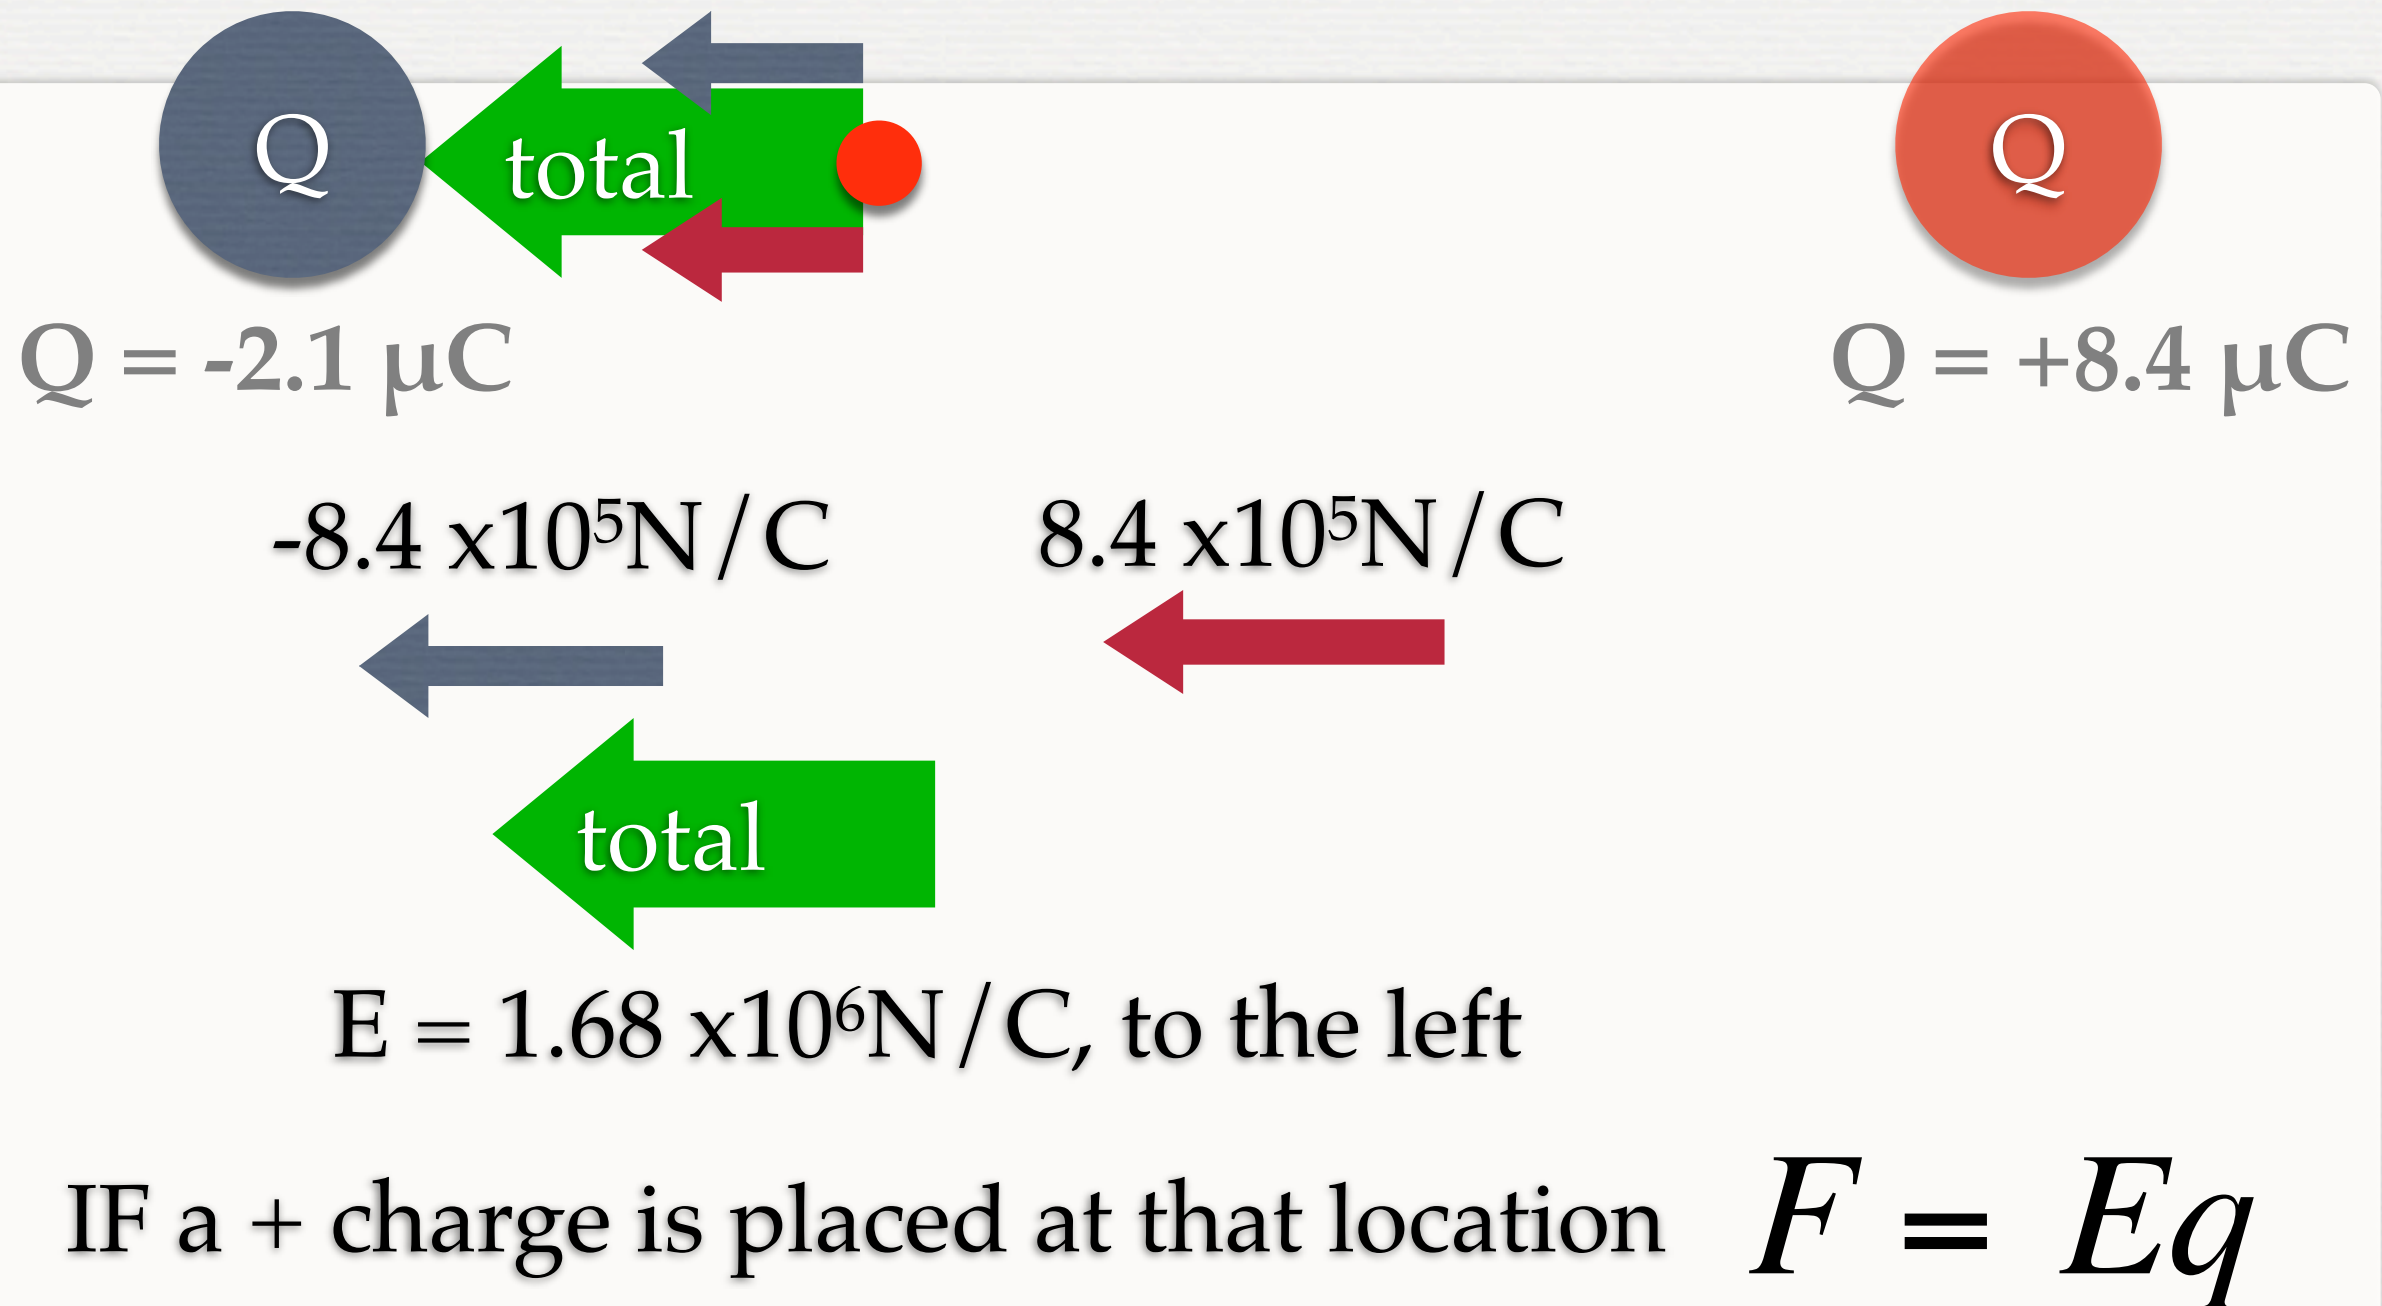 Q total Q
Q = -2.1 µC Q = +8.4 µC
-8.4 x10⁵N/C 8.4 x10⁵N/C
total
E = 1.68 x10⁶N/C, to the left
IF a + charge is placed at that location F = Eq